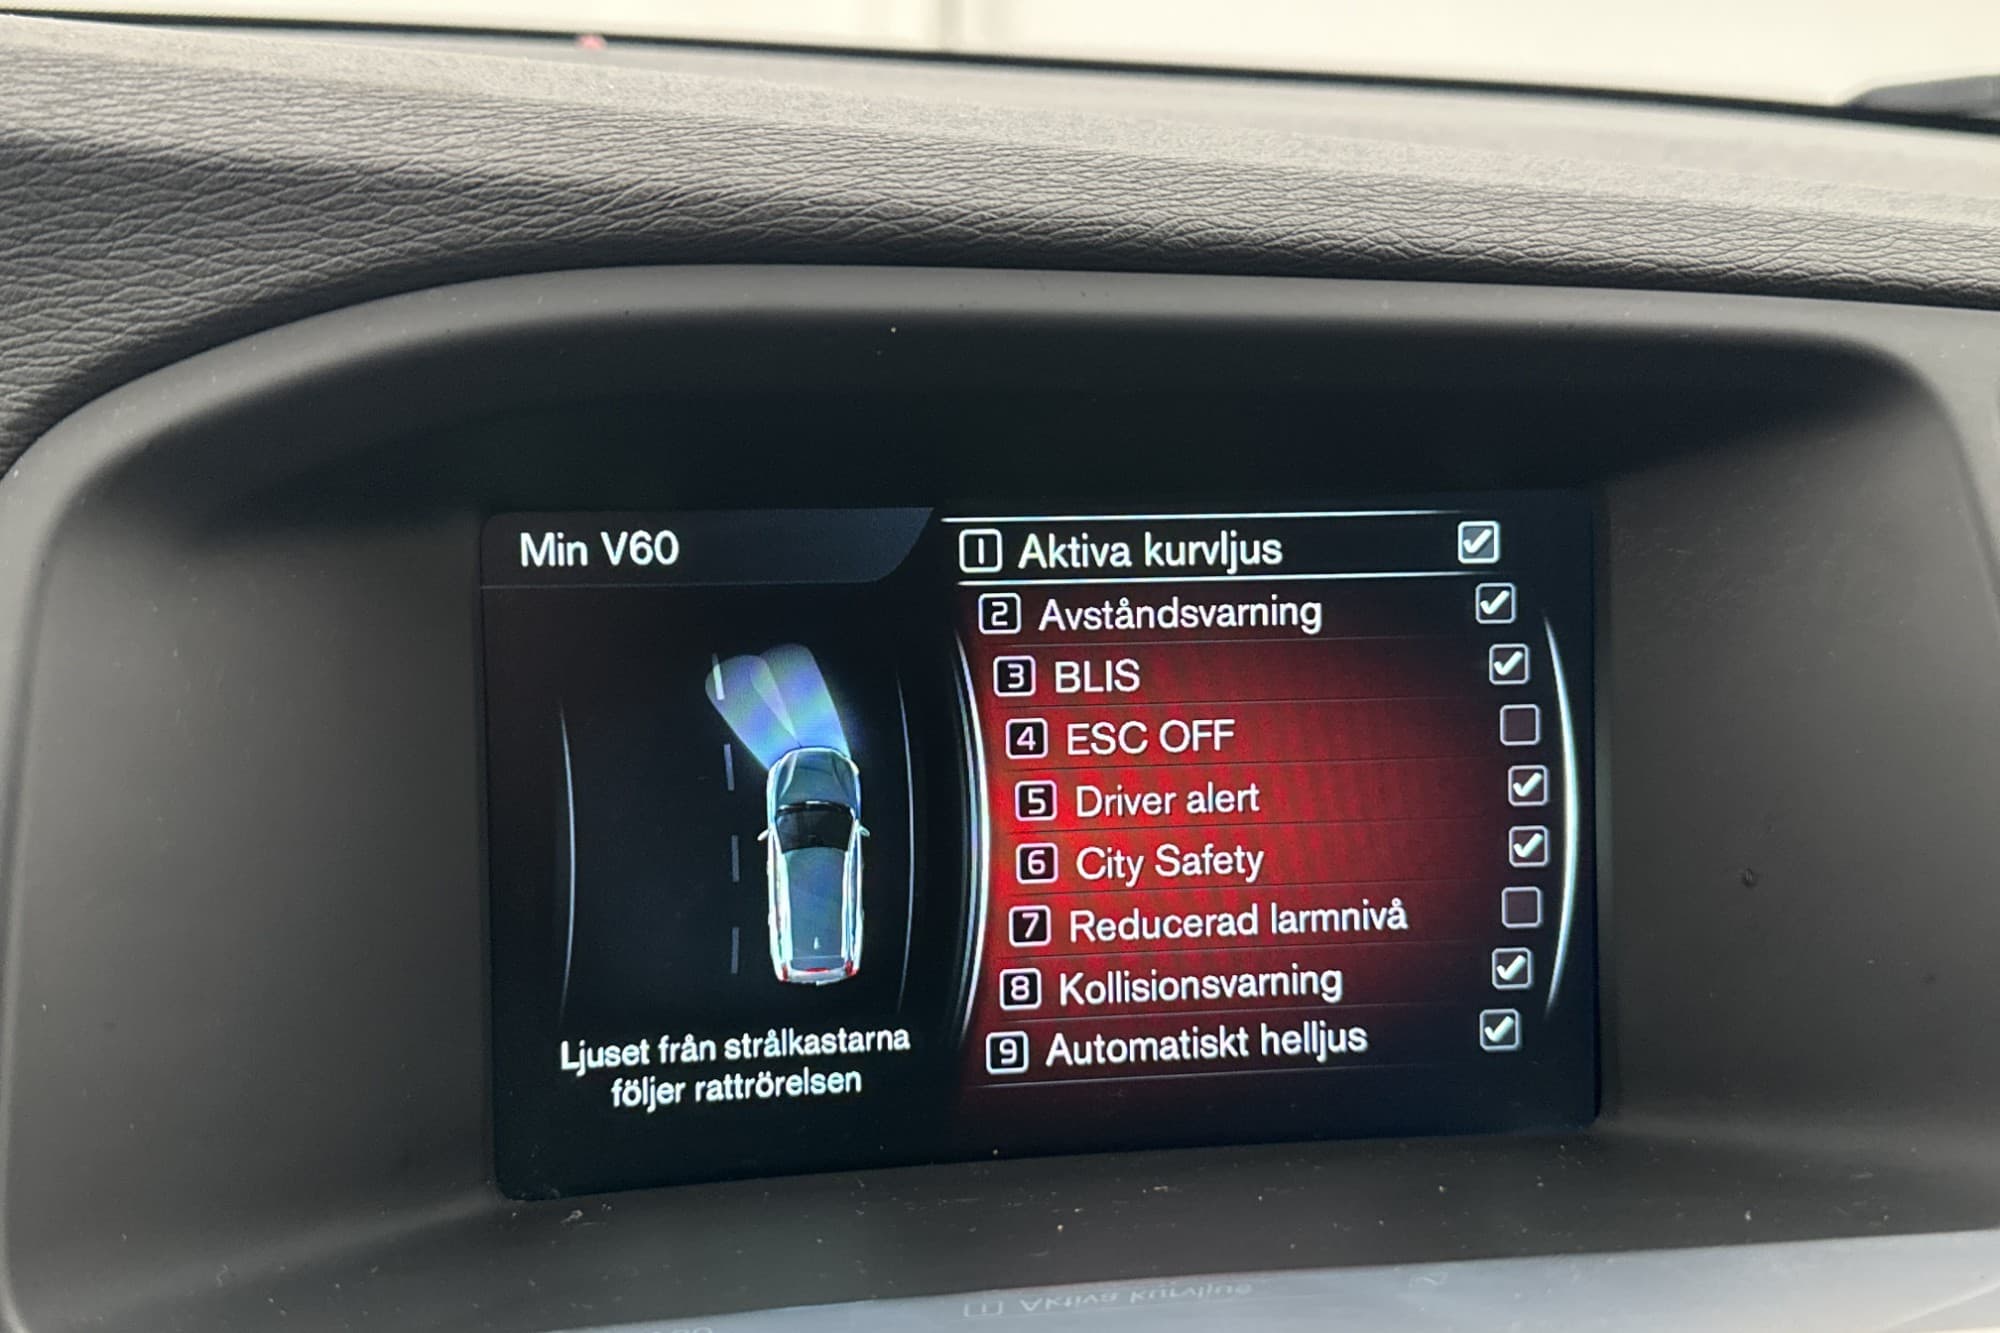 Min V60
1 Aktiva kurvljus
2 Avståndsvarning
3 BLIS
4 ESC OFF
5 Driver alert
6 City Safety
7 Reducerad larmnivå
8 Kollisionsvarning
9 Automatiskt helljus
Ljuset från strålkastarna
följer rattrörelsen